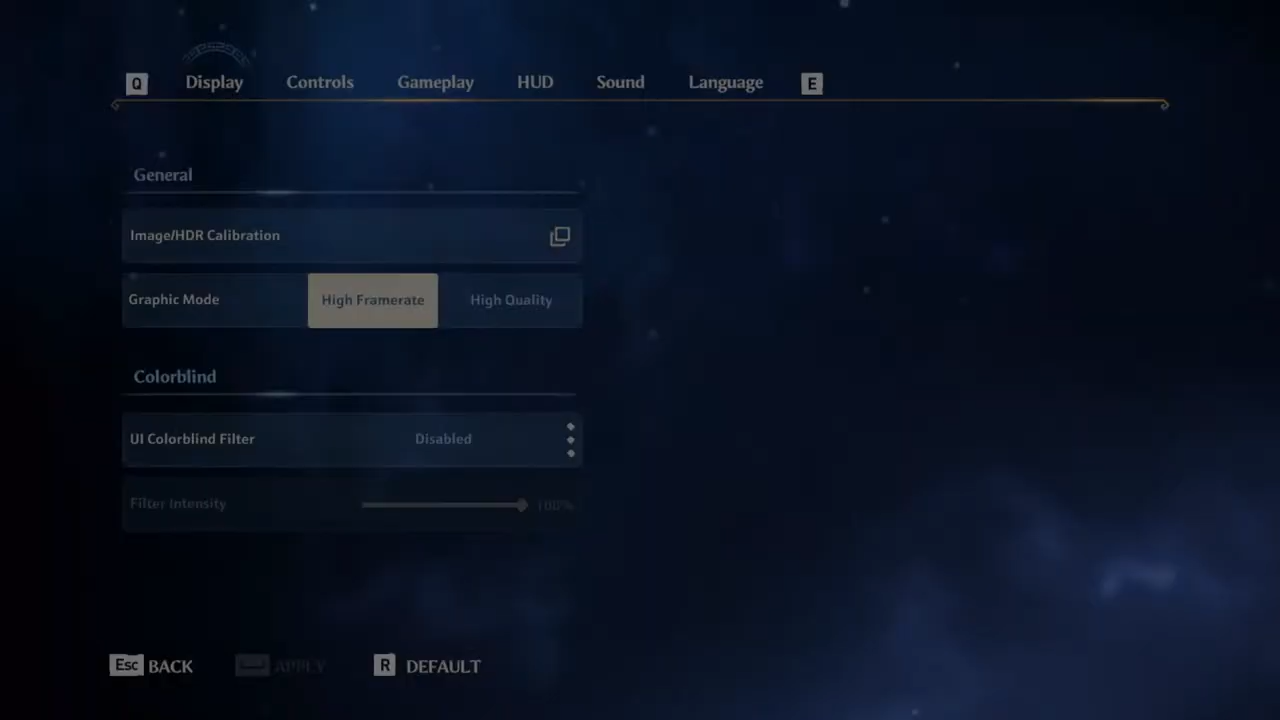 Q Display Controls Gameplay HUD Sound Language E
General
Image/HDR Calibration
Graphic Mode High Framerate High Quality
Colorblind
UI Colorblind Filter Disabled
Filter Intensity 100%
Esc BACK APPLY R DEFAULT